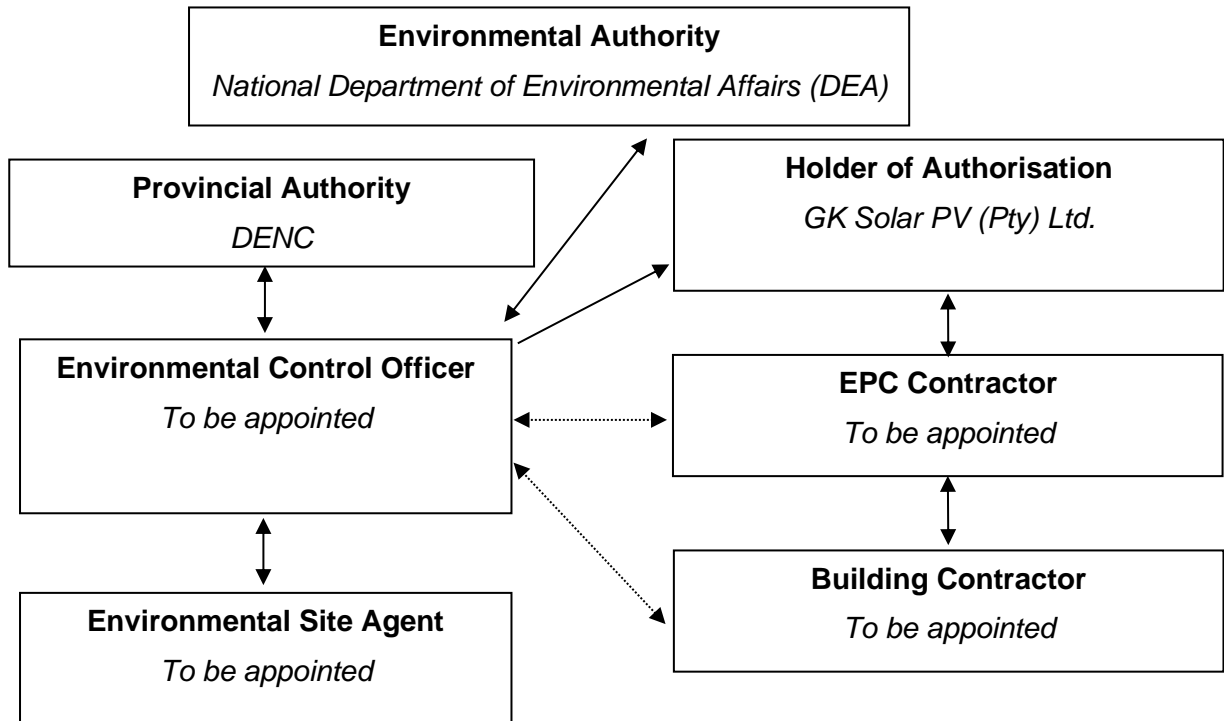 Environmental Authority
National Department of Environmental Affairs (DEA)
Provincial Authority
DENC
Holder of Authorisation
GK Solar PV (Pty) Ltd.
Environmental Control Officer
To be appointed
EPC Contractor
To be appointed
Environmental Site Agent
To be appointed
Building Contractor
To be appointed